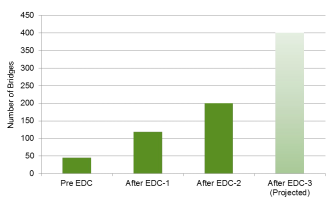 450
400
350
300
250
200
150
100
50
0
Number of Bridges
Pre EDC
After EDC-1
After EDC-2
After EDC-3
(Projected)